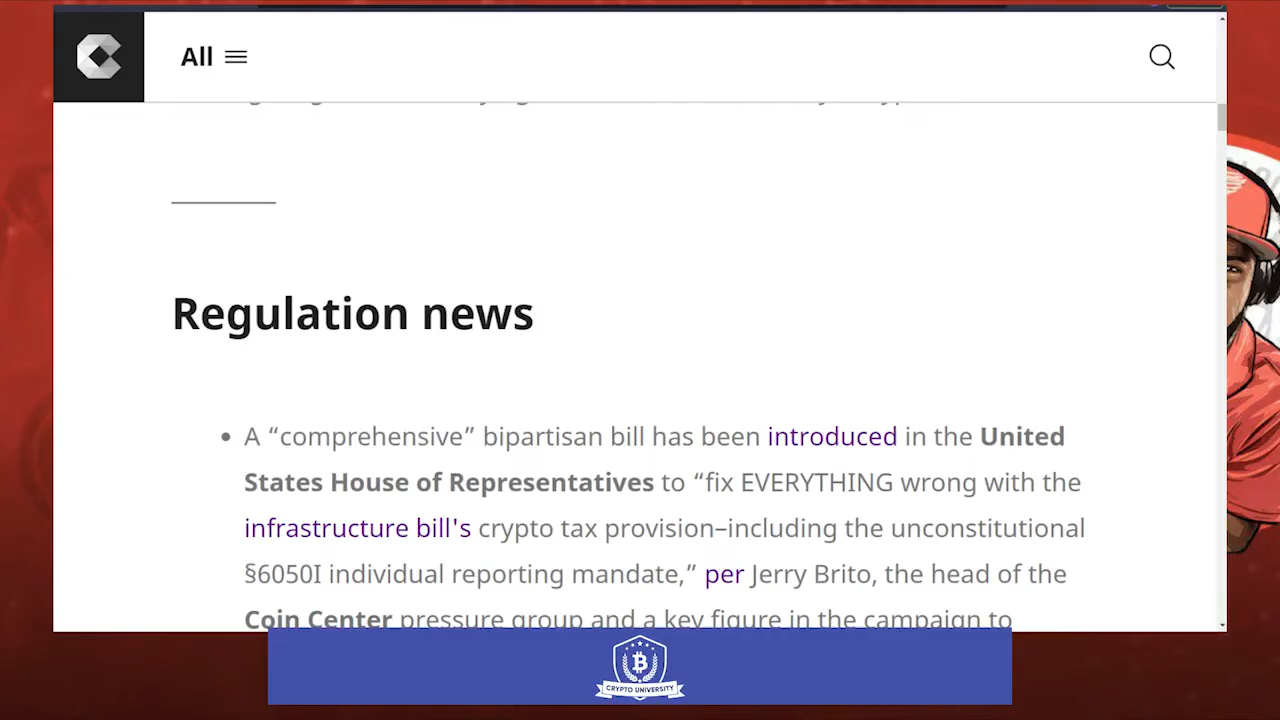 All
Regulation news
• A “comprehensive” bipartisan bill has been introduced in the United
States House of Representatives to “fix EVERYTHING wrong with the
infrastructure bill's crypto tax provision–including the unconstitutional
§6050I individual reporting mandate,” per Jerry Brito, the head of the
Coin Center pressure group and a key figure in the campaign to
CRYPTO UNIVERSITY